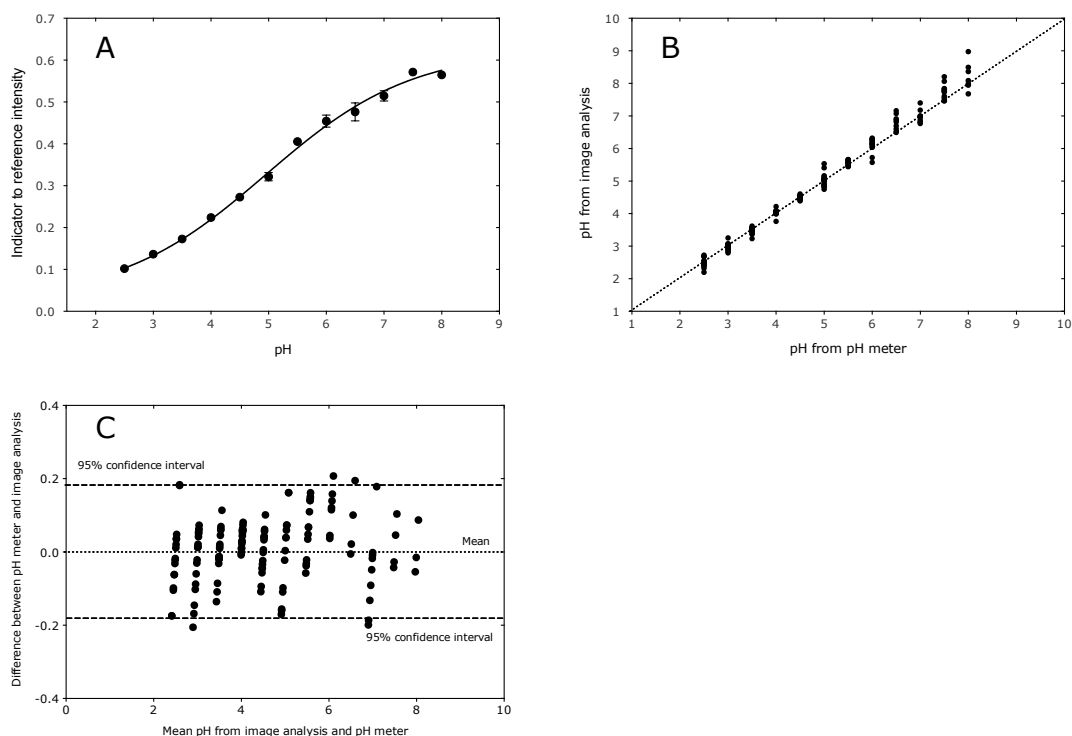 A
0.7
0.6
0.5
0.4
0.3
0.2
0.1
0.0
Indicator to reference intensity
2 3 4 5 6 7 8 9
pH
B
10
9
8
7
6
5
4
3
2
1
pH from image analysis
1 2 3 4 5 6 7 8 9 10
pH from pH meter
C
0.4
0.2
0.0
-0.2
-0.4
Difference between pH meter and image analysis
95% confidence interval
Mean
95% confidence interval
0 2 4 6 8 10
Mean pH from image analysis and pH meter